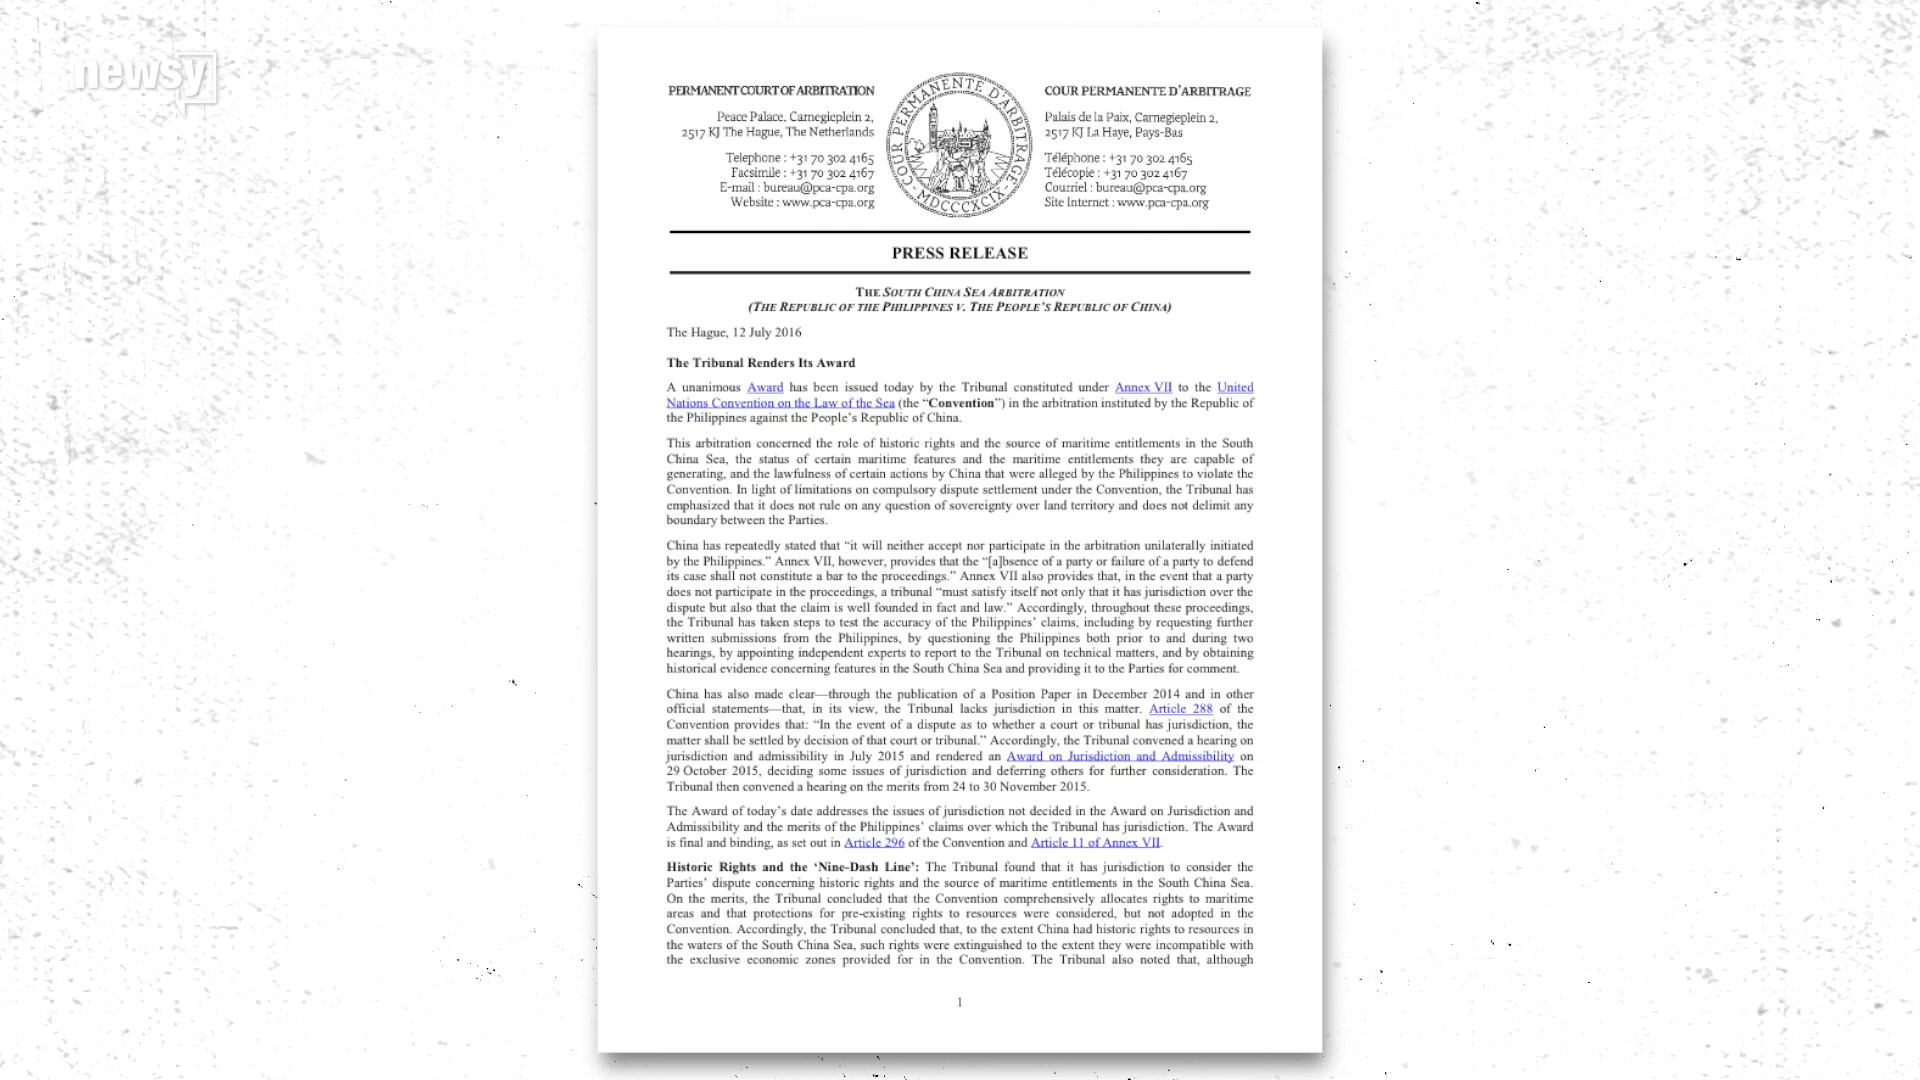 newsy
PERMANENT COURT OF ARBITRATION
Peace Palace, Carnegieplein 2,
2517 KJ The Hague, The Netherlands
Telephone : +31 70 302 4165
Facsimile : +31 70 302 4167
E-mail : bureau@pca-cpa.org
Website : www.pca-cpa.org
COUR PERMANENTE D'ARBITRAGE
MDCCCXCIX
COUR PERMANENTE D'ARBITRAGE
Palais de la Paix, Carnegieplein 2,
2517 KJ La Haye, Pays-Bas
Téléphone : +31 70 302 4165
Télécopie : +31 70 302 4167
Courriel : bureau@pca-cpa.org
Site Internet : www.pca-cpa.org
PRESS RELEASE
THE SOUTH CHINA SEA ARBITRATION
(THE REPUBLIC OF THE PHILIPPINES V. THE PEOPLE'S REPUBLIC OF CHINA)
The Hague, 12 July 2016
The Tribunal Renders Its Award
A unanimous Award has been issued today by the Tribunal constituted under Annex VII to the United
Nations Convention on the Law of the Sea (the “Convention”) in the arbitration instituted by the Republic of
the Philippines against the People’s Republic of China.
This arbitration concerned the role of historic rights and the source of maritime entitlements in the South
China Sea, the status of certain maritime features and the maritime entitlements they are capable of
generating, and the lawfulness of certain actions by China that were alleged by the Philippines to violate the
Convention. In light of limitations on compulsory dispute settlement under the Convention, the Tribunal has
emphasized that it does not rule on any question of sovereignty over land territory and does not delimit any
boundary between the Parties.
China has repeatedly stated that “it will neither accept nor participate in the arbitration unilaterally initiated
by the Philippines.” Annex VII, however, provides that the “[a]bsence of a party or failure of a party to defend
its case shall not constitute a bar to the proceedings.” Annex VII also provides that, in the event that a party
does not participate in the proceedings, a tribunal “must satisfy itself not only that it has jurisdiction over the
dispute but also that the claim is well founded in fact and law.” Accordingly, throughout these proceedings,
the Tribunal has taken steps to test the accuracy of the Philippines’ claims, including by requesting further
written submissions from the Philippines, by questioning the Philippines both prior to and during two
hearings, by appointing independent experts to report to the Tribunal on technical matters, and by obtaining
historical evidence concerning features in the South China Sea and providing it to the Parties for comment.
China has also made clear—through the publication of a Position Paper in December 2014 and in other
official statements—that, in its view, the Tribunal lacks jurisdiction in this matter. Article 288 of the
Convention provides that: “In the event of a dispute as to whether a court or tribunal has jurisdiction, the
matter shall be settled by decision of that court or tribunal.” Accordingly, the Tribunal convened a hearing on
jurisdiction and admissibility in July 2015 and rendered an Award on Jurisdiction and Admissibility on
29 October 2015, deciding some issues of jurisdiction and deferring others for further consideration. The
Tribunal then convened a hearing on the merits from 24 to 30 November 2015.
The Award of today’s date addresses the issues of jurisdiction not decided in the Award on Jurisdiction and
Admissibility and the merits of the Philippines’ claims over which the Tribunal has jurisdiction. The Award
is final and binding, as set out in Article 296 of the Convention and Article 11 of Annex VII.
Historic Rights and the ‘Nine-Dash Line’: The Tribunal found that it has jurisdiction to consider the
Parties’ dispute concerning historic rights and the source of maritime entitlements in the South China Sea.
On the merits, the Tribunal concluded that the Convention comprehensively allocates rights to maritime
areas and that protections for pre-existing rights to resources were considered, but not adopted in the
Convention. Accordingly, the Tribunal concluded that, to the extent China had historic rights to resources in
the waters of the South China Sea, such rights were extinguished to the extent they were incompatible with
the exclusive economic zones provided for in the Convention. The Tribunal also noted that, although
1